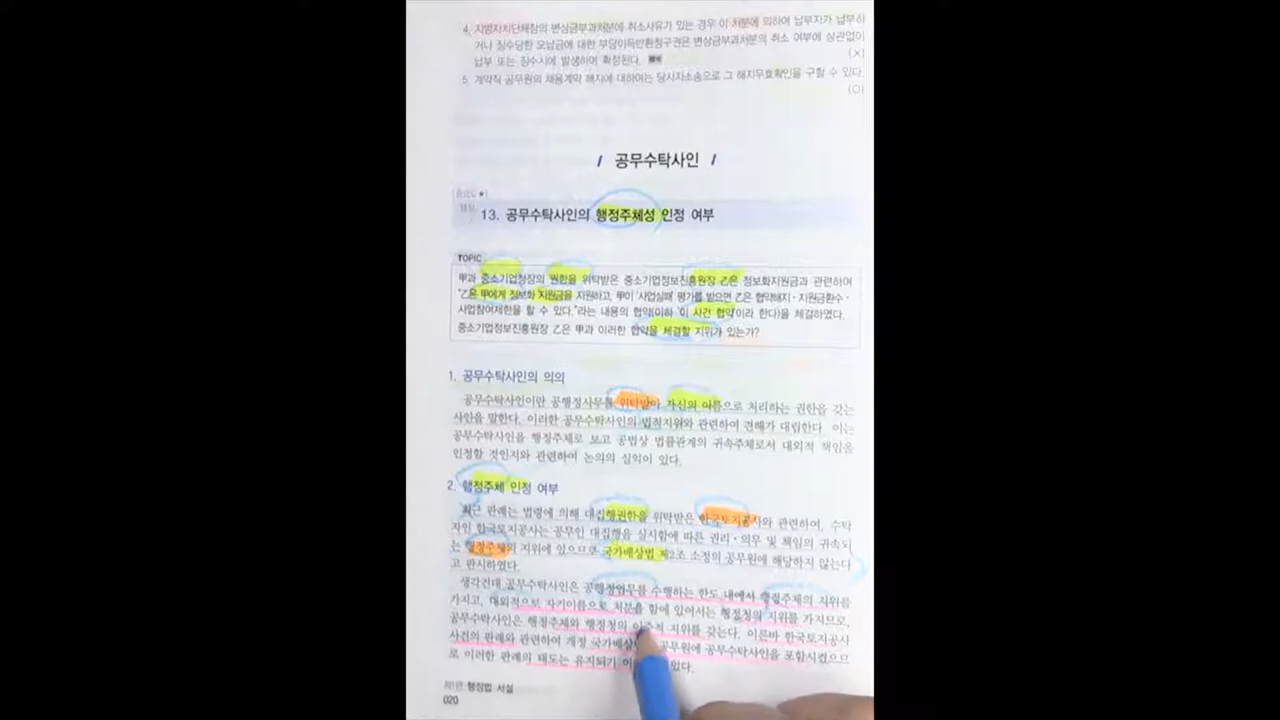 4. 지방자치단체장의 변상금부과처분에 취소사유가 있는 경우 이 처분에 의하여 납부자가 납부하
거나 징수당한 오납금에 대한 부당이득반환청구권은 변상금부과처분의 취소 여부에 상관없이
납부 또는 징수시에 발생하여 확정된다.
(×)
5. 계약직 공무원의 채용계약 해지에 대하여는 당사자소송으로 그 해지무효확인을 구할 수 있다.
(○)
/ 공무수탁사인 /
중요도 ★
13. 공무수탁사인의 행정주체성 인정 여부
TOPIC
甲과 중소기업청장의 권한을 위탁받은 중소기업정보진흥원장 乙은 정보화지원금과 관련하여
"乙은 甲에게 정보화 지원금을 지원하고, 甲이 '사업실패' 평가를 받으면 乙은 협약해지·지원금환수·
사업참여제한을 할 수 있다."라는 내용의 협약(이하 '이 사건 협약'이라 한다)을 체결하였다.
중소기업정보진흥원장 乙은 甲과 이러한 협약을 체결할 지위가 있는가?
1. 공무수탁사인의 의의
공무수탁사인이란 공행정사무를 위탁받아 자신의 이름으로 처리하는 권한을 갖는
사인을 말한다. 이러한 공무수탁사인의 법적지위와 관련하여 견해가 대립한다. 이는
공무수탁사인을 행정주체로 보고 공법상 법률관계의 귀속주체로서 대외적 책임을
인정할 것인지와 관련하여 논의의 실익이 있다.
2. 행정주체 인정 여부
최근 판례는 법령에 의해 대집행권한을 위탁받은 한국토지공사와 관련하여, 수탁
자인 한국토지공사는 공무인 대집행을 실시함에 따른 권리·의무 및 책임의 귀속되
는 행정주체의 지위에 있으므로 국가배상법 제2조 소정의 공무원에 해당하지 않는다
고 판시하였다.
생각건대 공무수탁사인은 공행정업무를 수행하는 한도 내에서 행정주체의 지위를
가지고, 대외적으로 자기이름으로 처분을 함에 있어서는 행정청의 지위를 가지므로,
공무수탁사인은 행정주체와 행정청의 이중적 지위를 갖는다. 이른바 한국토지공사
사건의 판례와 관련하여 개정 국가배상 공무원에 공무수탁사인을 포함시켰으므
로 이러한 판례의 태도는 유지되기 없다.
제1편 행정법 서설
020